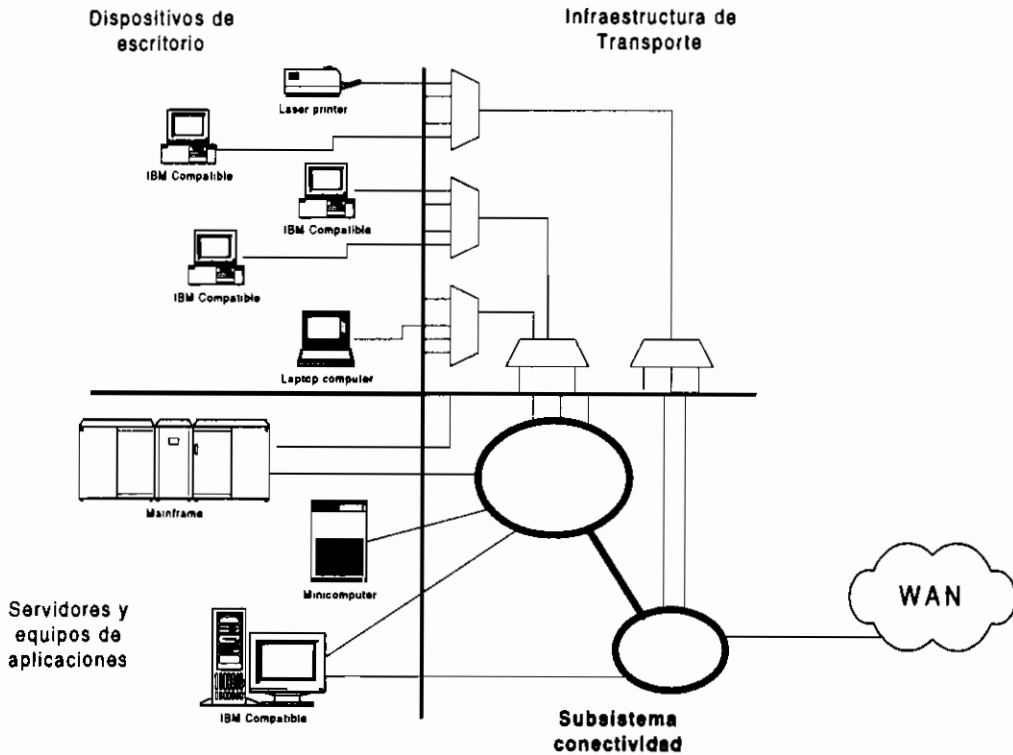 Dispositivos de
escritorio
Infraestructura de
Transporte
Laser printer
IBM Compatible
IBM Compatible
IBM Compatible
Laptop computer
Mainframe
Minicomputer
Servidores y
equipos de
aplicaciones
IBM Compatible
WAN
Subsistema
conectividad